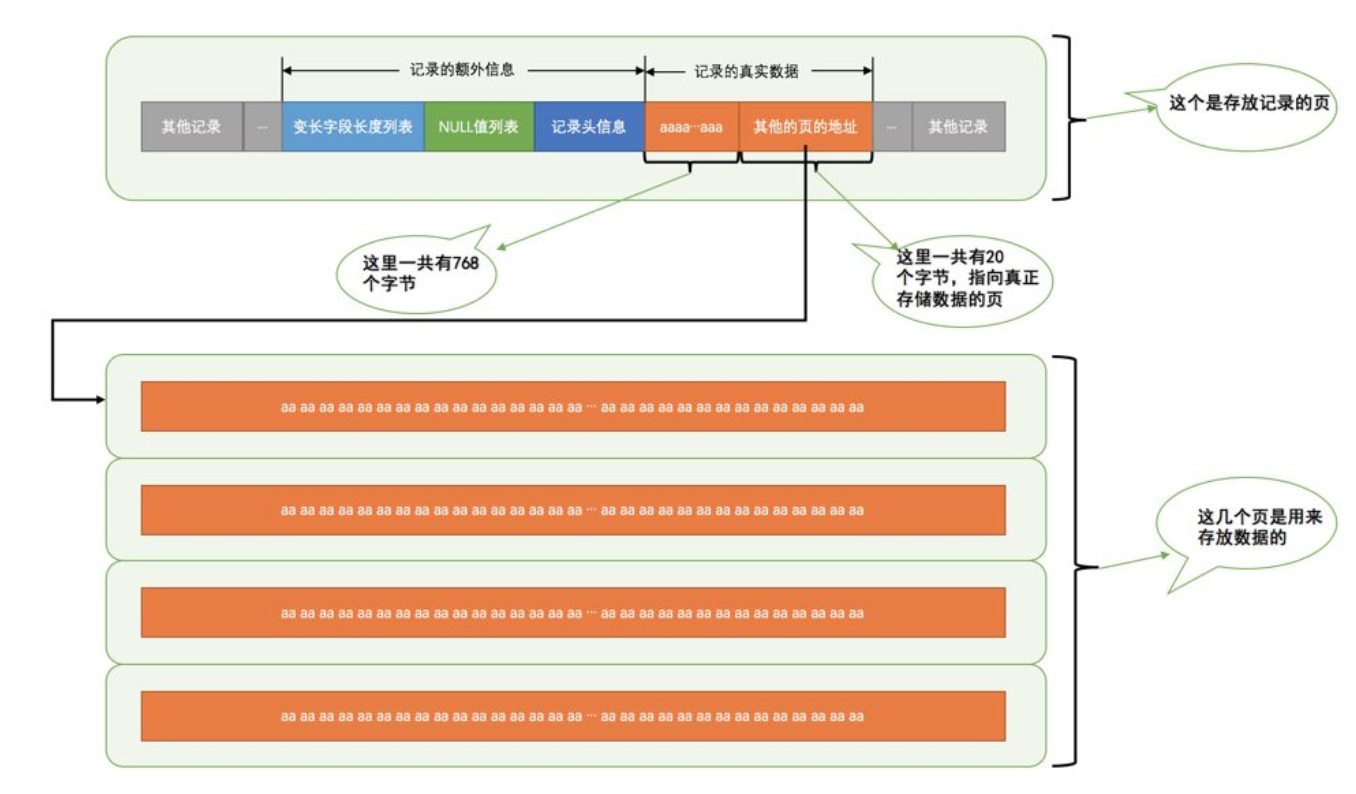 记录的额外信息
记录的真实数据
其他记录
...
变长字段长度列表
NULL值列表
记录头信息
aaaa···aaa
其他的页的地址
...
其他记录
这个是存放记录的页
这里一共有768
个字节
这里一共有20
个字节，指向真正
存储数据的页
aa aa aa aa aa aa aa aa aa aa aa aa aa aa aa aa ··· aa aa aa aa aa aa aa aa aa aa aa aa aa aa
aa aa aa aa aa aa aa aa aa aa aa aa aa aa aa aa ··· aa aa aa aa aa aa aa aa aa aa aa aa aa aa
这几个页是用来
存放数据的
aa aa aa aa aa aa aa aa aa aa aa aa aa aa aa aa ··· aa aa aa aa aa aa aa aa aa aa aa aa aa aa
aa aa aa aa aa aa aa aa aa aa aa aa aa aa aa aa ··· aa aa aa aa aa aa aa aa aa aa aa aa aa aa